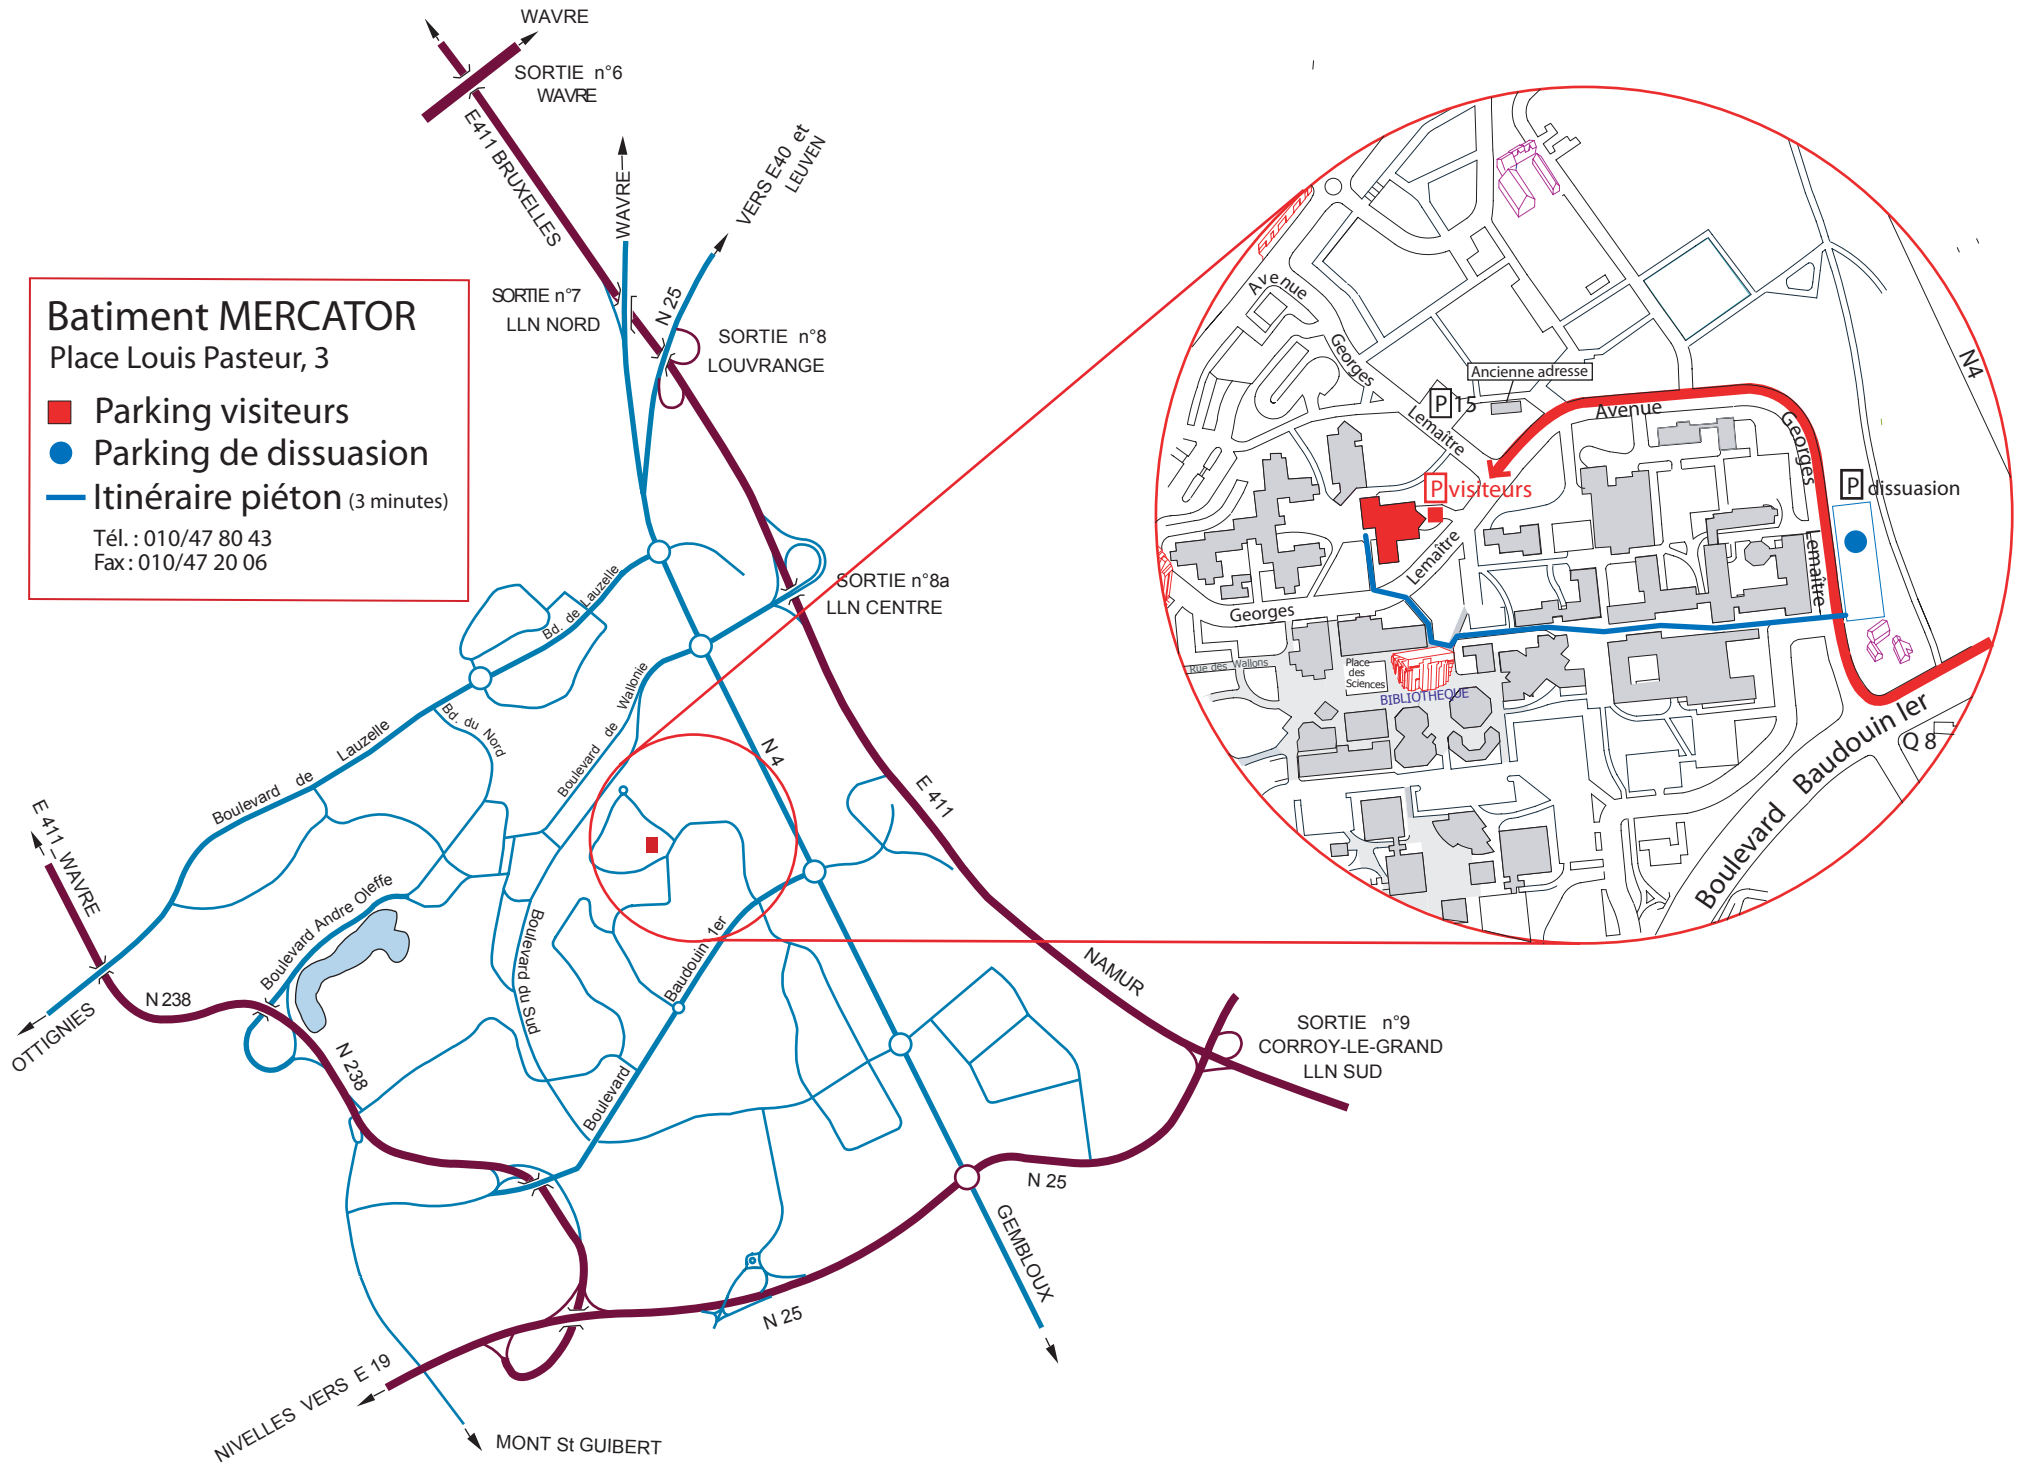 WAVRE
SORTIE n°6
WAVRE
E411 BRUXELLES
WAVRE
VERS E40 et
LEUVEN
SORTIE n°7
LLN NORD
N 25
SORTIE n°8
LOUVRANGE
Batiment MERCATOR
Place Louis Pasteur, 3
Parking visiteurs
Parking de dissuasion
Itinéraire piéton (3 minutes)
Tél. : 010/47 80 43
Fax : 010/47 20 06
SORTIE n°8a
LLN CENTRE
Bd. de Lauzelle
Boulevard de Wallonie
Bd. du Nord
Boulevard de Lauzelle
N 4
E 411
E 411 WAVRE
Boulevard Andre Oleffe
Boulevard du Sud
Baudouin 1er
Boulevard
N 238
N 238
OTTIGNIES
NAMUR
SORTIE n°9
CORROY-LE-GRAND
LLN SUD
N 25
GEMBLOUX
N 25
NIVELLES VERS E 19
MONT St GUIBERT
Avenue
Georges
Lemaître
Ancienne adresse
P 15
Avenue
Georges
Lemaître
N4
P visiteurs
P dissuasion
Lemaître
Georges
Rue des Wallons
Place
des
Sciences
BIBLIOTHEQUE
Boulevard Baudouin Ier
Q 8